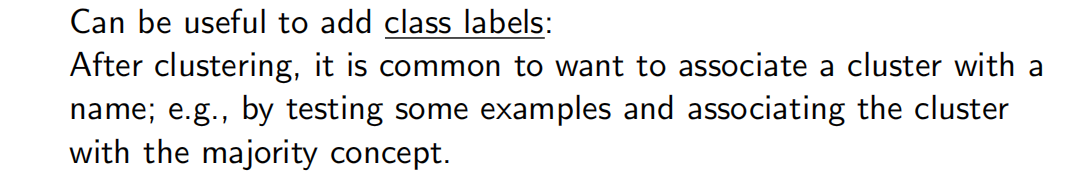 Can be useful to add class labels:
After clustering, it is common to want to associate a cluster with a
name; e.g., by testing some examples and associating the cluster
with the majority concept.